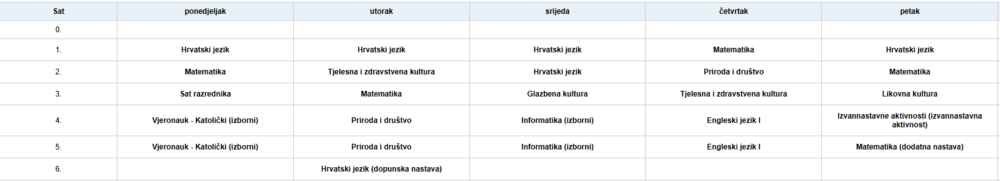 Sat ponedjeljak utorak srijeda četvrtak petak
0.
1. Hrvatski jezik Hrvatski jezik Hrvatski jezik Matematika Hrvatski jezik
2. Matematika Tjelesna i zdravstvena kultura Hrvatski jezik Priroda i društvo Matematika
3. Sat razrednika Matematika Glazbena kultura Tjelesna i zdravstvena kultura Likovna kultura
4. Vjeronauk - Katolički (izborni) Priroda i društvo Informatika (izborni) Engleski jezik I Izvannastavne aktivnosti (izvannastavna
aktivnost)
5. Vjeronauk - Katolički (izborni) Priroda i društvo Informatika (izborni) Engleski jezik I Matematika (dodatna nastava)
6. Hrvatski jezik (dopunska nastava)